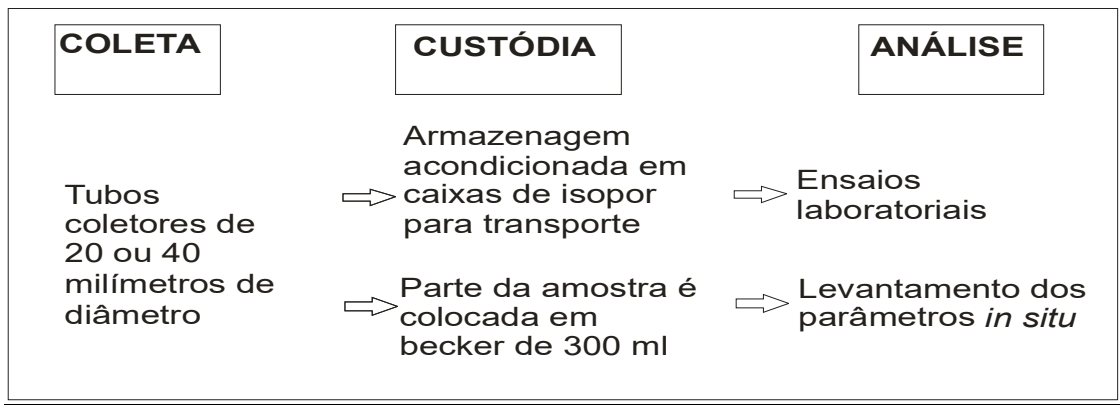 COLETA
CUSTÓDIA
ANÁLISE
Tubos
coletores de
20 ou 40
milímetros de
diâmetro
Armazenagem
acondicionada em
caixas de isopor
para transporte
Ensaios
laboratoriais
Parte da amostra é
colocada em
becker de 300 ml
Levantamento dos
parâmetros in situ